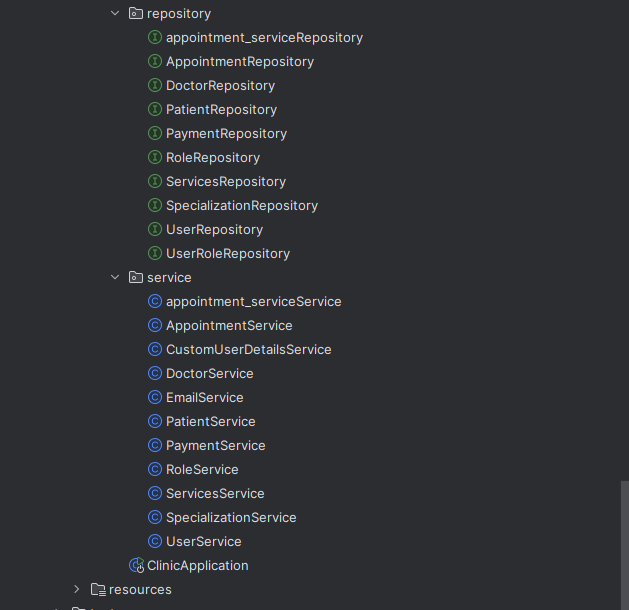 repository
appointment_serviceRepository
AppointmentRepository
DoctorRepository
PatientRepository
PaymentRepository
RoleRepository
ServicesRepository
SpecializationRepository
UserRepository
UserRoleRepository
service
appointment_serviceService
AppointmentService
CustomUserDetailsService
DoctorService
EmailService
PatientService
PaymentService
RoleService
ServicesService
SpecializationService
UserService
ClinicApplication
resources